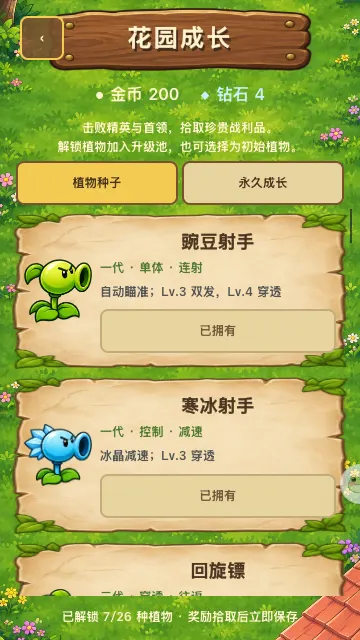 花园成长
金币 200
钻石 4
击败精英与首领，拾取珍贵战利品。
解锁植物加入升级池，也可选择为初始植物。
植物种子
永久成长
豌豆射手
一代 · 单体 · 连射
自动瞄准；Lv.3 双发，Lv.4 穿透
已拥有
寒冰射手
一代 · 控制 · 减速
冰晶减速；Lv.3 穿透
已拥有
回旋镖
二代 · 穿透 · 往返
已解锁 7/26 种植物 · 奖励拾取后立即保存